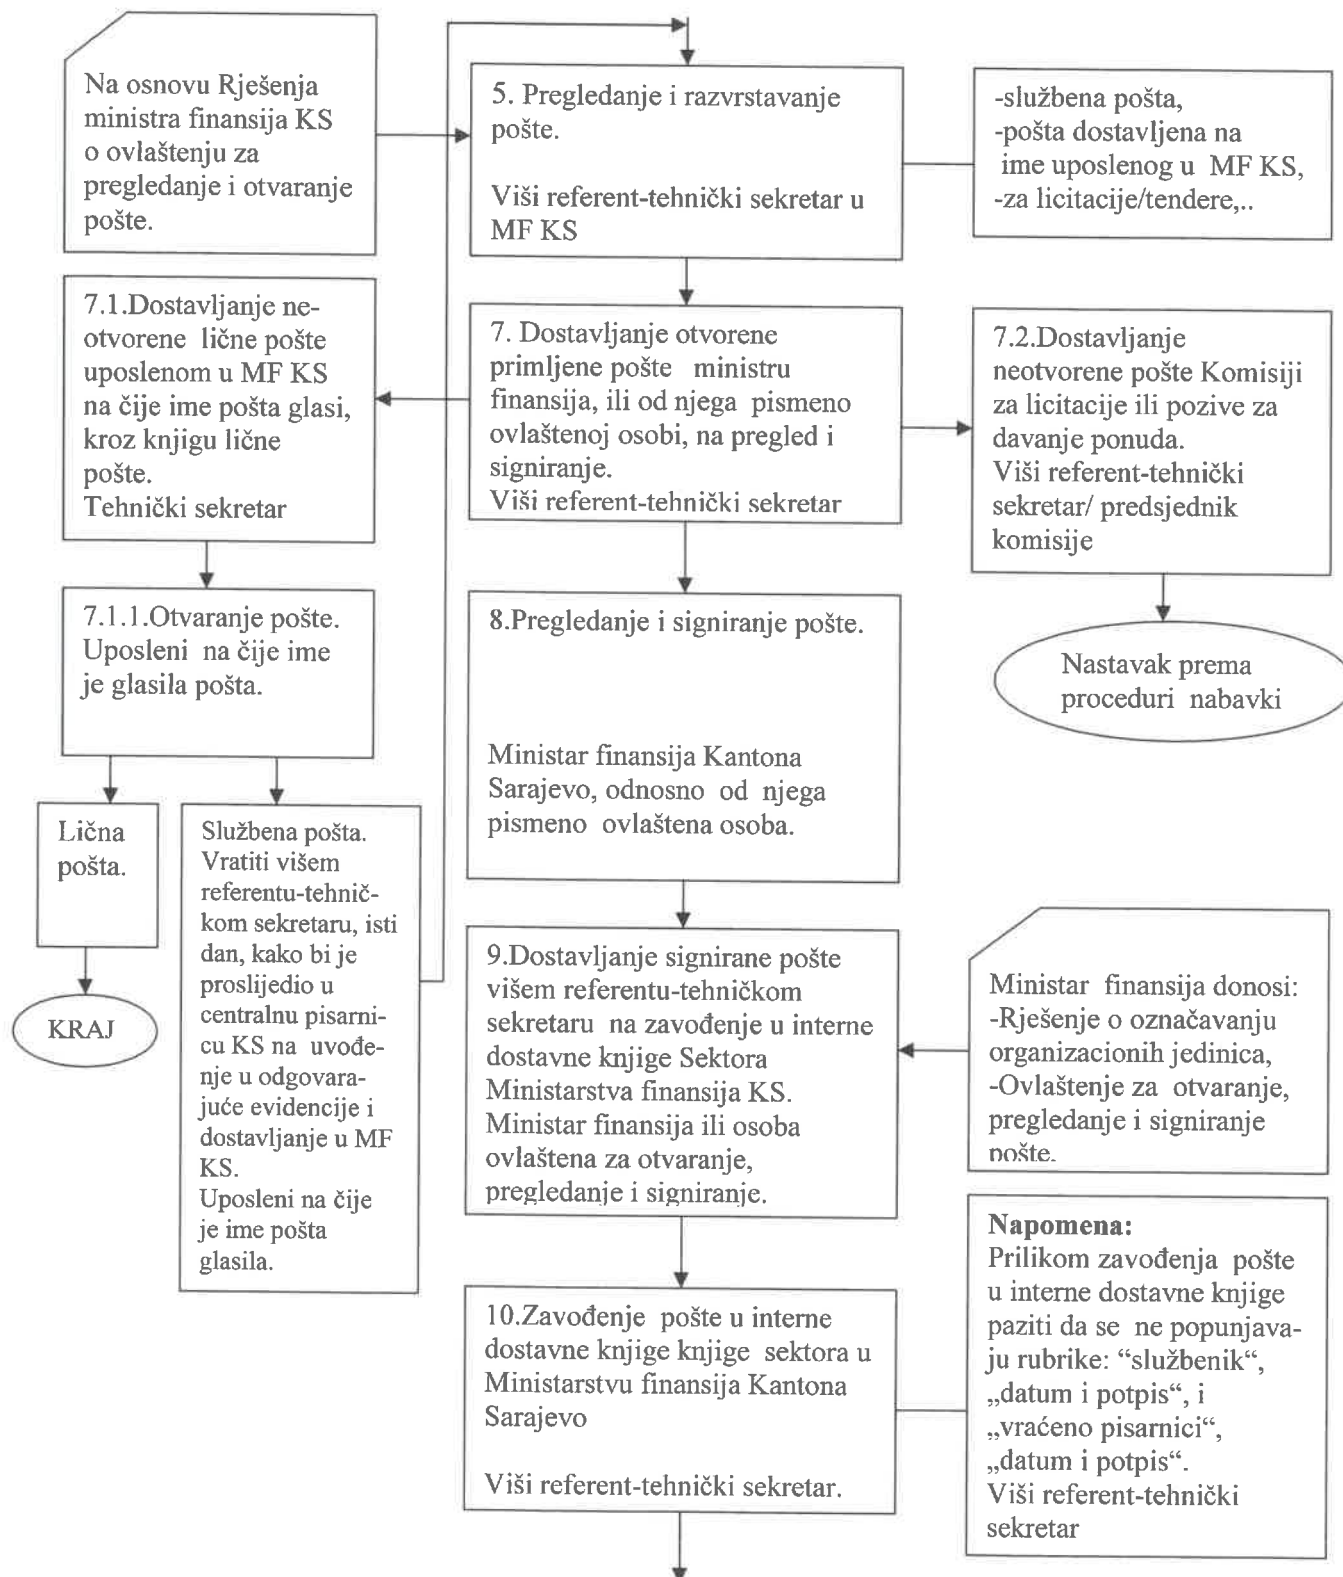 Na osnovu Rješenja
ministra finansija KS
o ovlaštenju za
pregledanje i otvaranje
pošte.
5. Pregledanje i razvrstavanje
pošte.
Viši referent-tehnički sekretar u
MF KS
-službena pošta,
-pošta dostavljena na
ime uposlenog u MF KS,
-za licitacije/tendere,..
7.1.Dostavljanje ne-
otvorene lične pošte
uposlenom u MF KS
na čije ime pošta glasi,
kroz knjigu lične
pošte.
Tehnički sekretar
7. Dostavljanje otvorene
primljene pošte ministru
finansija, ili od njega pismeno
ovlaštenoj osobi, na pregled i
signiranje.
Viši referent-tehnički sekretar
7.2.Dostavljanje
neotvorene pošte Komisiji
za licitacije ili pozive za
davanje ponuda.
Viši referent-tehnički
sekretar/ predsjednik
komisije
7.1.1.Otvaranje pošte.
Uposleni na čije ime
je glasila pošta.
8.Pregledanje i signiranje pošte.
Ministar finansija Kantona
Sarajevo, odnosno od njega
pismeno ovlaštena osoba.
Nastavak prema
proceduri nabavki
Lična
pošta.
Službena pošta.
Vratiti višem
referentu-tehnič-
kom sekretaru, isti
dan, kako bi je
proslijedio u
centralnu pisarni-
cu KS na uvođe-
nje u odgovara-
juće evidencije i
dostavljanje u MF
KS.
Uposleni na čije
je ime pošta
glasila.
KRAJ
9.Dostavljanje signirane pošte
višem referentu-tehničkom
sekretaru na zavođenje u interne
dostavne knjige Sektora
Ministarstva finansija KS.
Ministar finansija ili osoba
ovlaštena za otvaranje,
pregledanje i signiranje.
Ministar finansija donosi:
-Rješenje o označavanju
organizacionih jedinica,
-Ovlaštenje za otvaranje,
pregledanje i signiranje
pošte.
10.Zavođenje pošte u interne
dostavne knjige knjige sektora u
Ministarstvu finansija Kantona
Sarajevo
Viši referent-tehnički sekretar.
Napomena:
Prilikom zavođenja pošte
u interne dostavne knjige
paziti da se ne popunjava-
ju rubrike: “službenik“,
„datum i potpis“, i
„vraćeno pisarnici“,
„datum i potpis“.
Viši referent-tehnički
sekretar